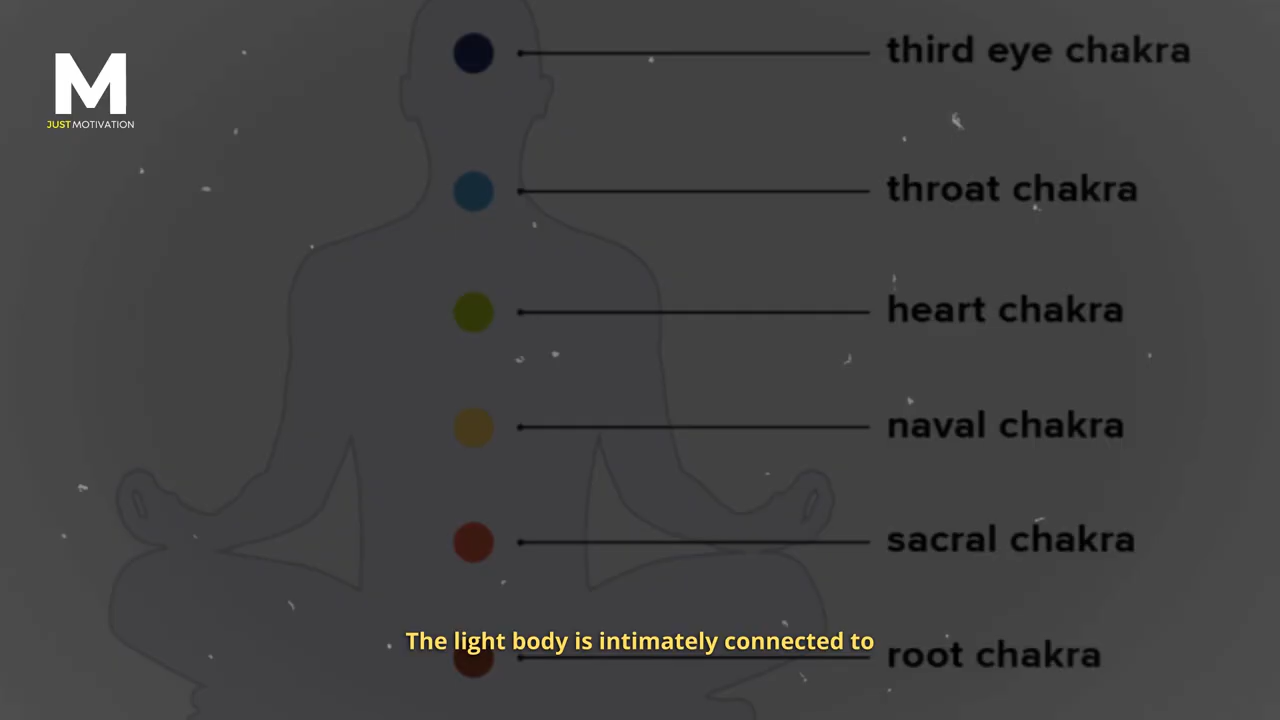 M
JUST MOTIVATION
third eye chakra
throat chakra
heart chakra
naval chakra
sacral chakra
The light body is intimately connected to
root chakra